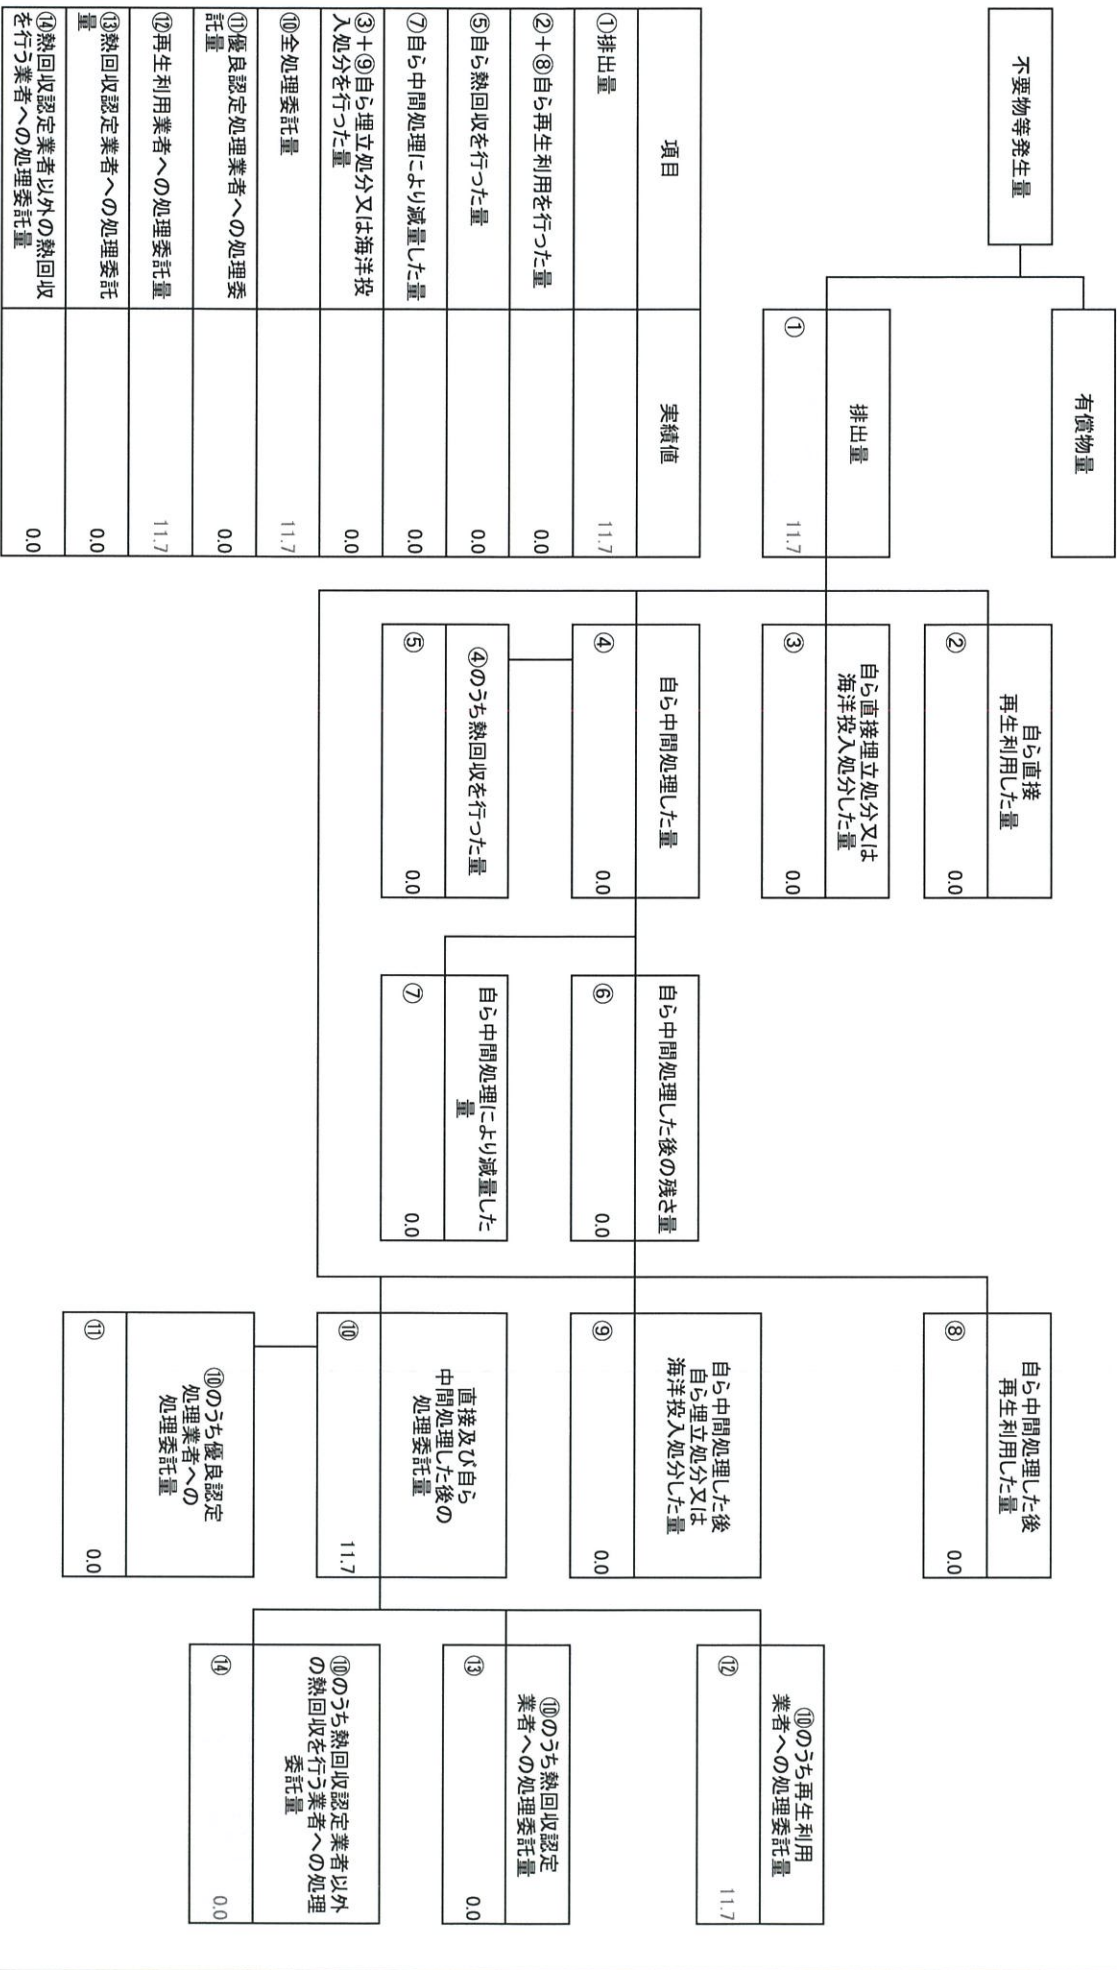 不要物等発生量
有償物量
排出量
①
11.7
自ら直接
再生利用した量
②
0.0
自ら直接埋立処分又は
海洋投入処分した量
③
0.0
自ら中間処理した量
④
0.0
④のうち熱回収を行った量
⑤
0.0
自ら中間処理した後の残さ量
⑥
0.0
自ら中間処理により減量した
量
⑦
0.0
自ら中間処理した後
再生利用した量
⑧
0.0
自ら中間処理した後
自ら埋立処分又は
海洋投入処分した量
⑨
0.0
直接及び自ら
中間処理した後の
処理委託量
⑩
11.7
⑩のうち優良認定
処理業者への
処理委託量
⑪
0.0
⑩のうち再生利用
業者への処理委託量
⑫
11.7
⑩のうち熱回収認定
業者への処理委託量
⑬
0.0
⑩のうち熱回収認定業者以外
の熱回収を行う業者への処理
委託量
⑭
0.0
項目 実績値
①排出量 11.7
②+⑧自ら再生利用を行った量 0.0
⑤自ら熱回収を行った量 0.0
⑦自ら中間処理により減量した量 0.0
③+⑨自ら埋立処分又は海洋投
入処分を行った量 0.0
⑩全処理委託量 11.7
⑪優良認定処理業者への処理委
託量 0.0
⑫再生利用業者への処理委託量 11.7
⑬熱回収認定業者への処理委託
量 0.0
⑭熱回収認定業者以外の熱回収
を行う業者への処理委託量 0.0